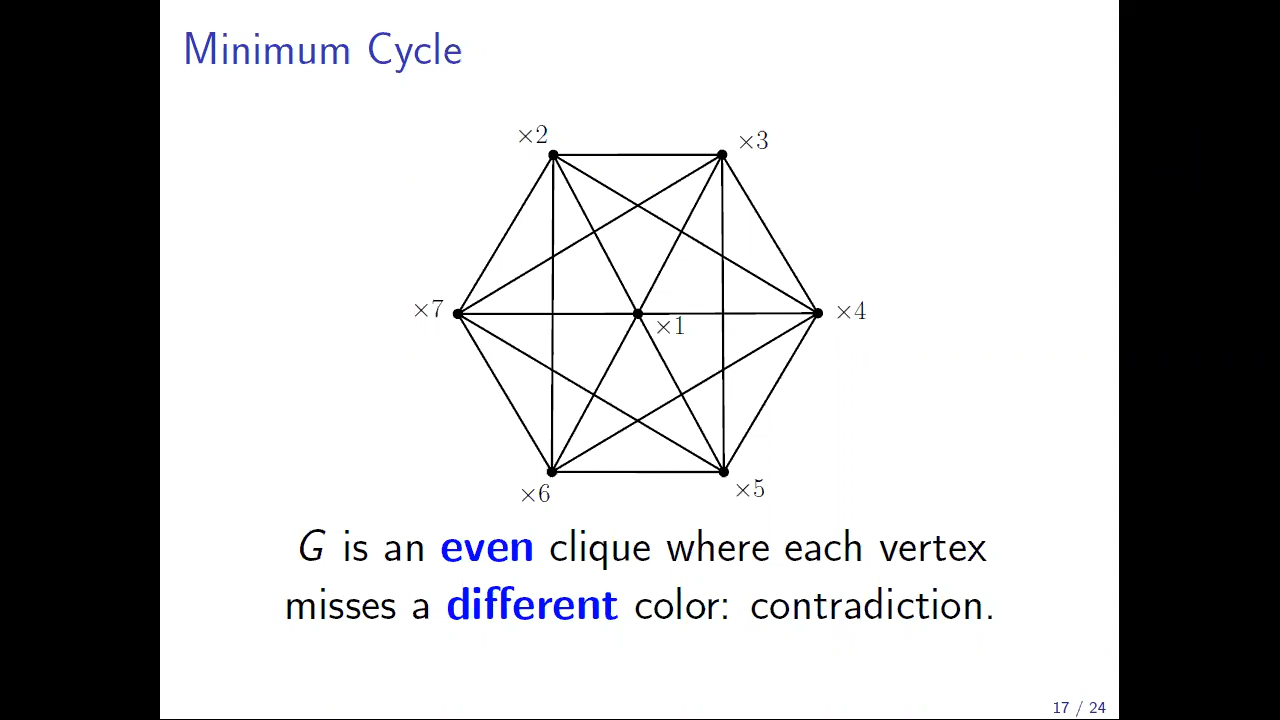 Minimum Cycle
×2
×3
×7
×1
×4
×6
×5
G is an even clique where each vertex
misses a different color: contradiction.
17 / 24